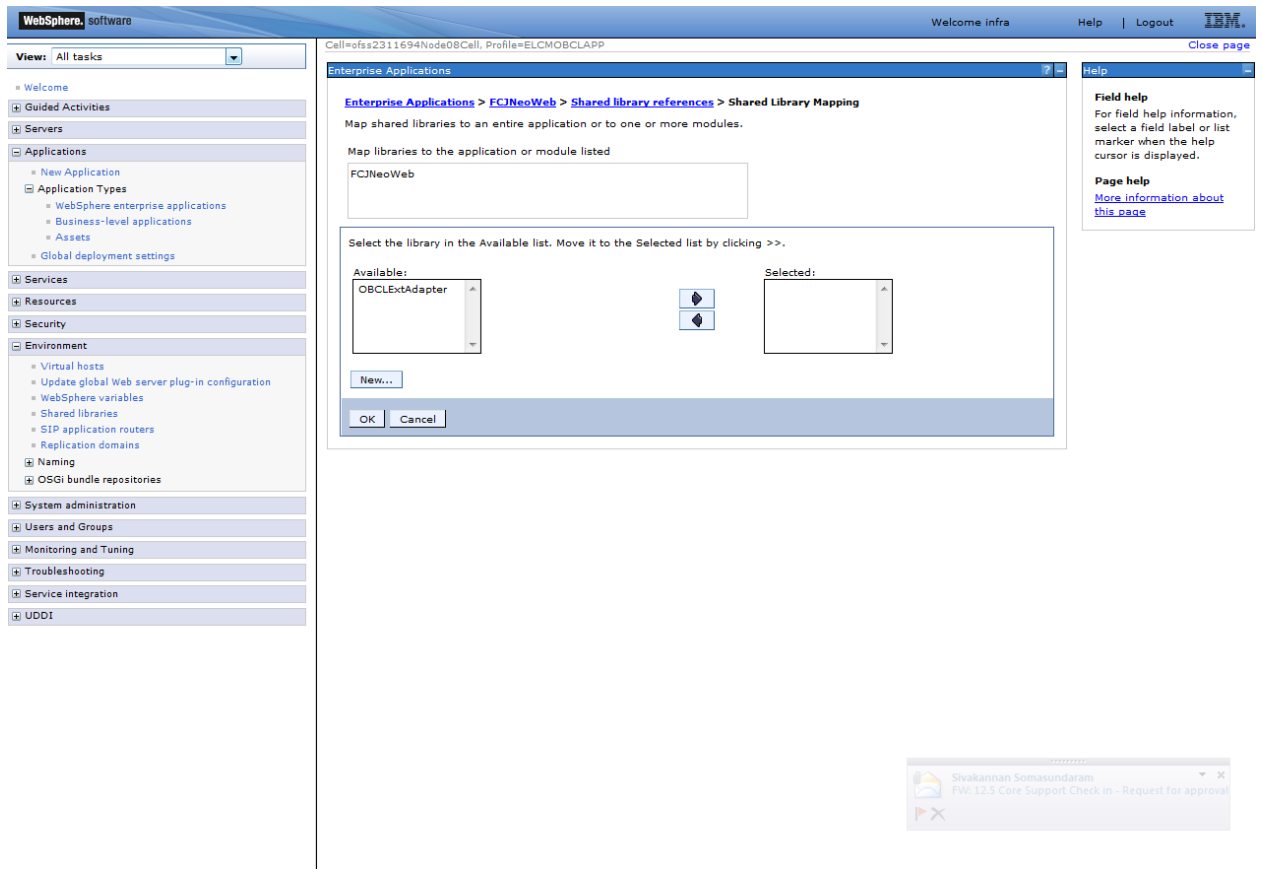 WebSphere. software
Welcome infra
Help | Logout
IBM.
View: All tasks
Cell=ofss2311694Node08Cell, Profile=ELCMOBCLAPP
Close page
Welcome
Guided Activities
Servers
Applications
New Application
Application Types
WebSphere enterprise applications
Business-level applications
Assets
Global deployment settings
Services
Resources
Security
Environment
Virtual hosts
Update global Web server plug-in configuration
WebSphere variables
Shared libraries
SIP application routers
Replication domains
Naming
OSGi bundle repositories
System administration
Users and Groups
Monitoring and Tuning
Troubleshooting
Service integration
UDDI
Enterprise Applications
?
Enterprise Applications > FCJNeoWeb > Shared library references > Shared Library Mapping
Map shared libraries to an entire application or to one or more modules.
Map libraries to the application or module listed
FCJNeoWeb
Select the library in the Available list. Move it to the Selected list by clicking >>.
Available:
OBCLExtAdapter
Selected:
New...
OK
Cancel
Help
Field help
For field help information,
select a field label or list
marker when the help
cursor is displayed.
Page help
More information about
this page
Sivakannan Somasundaram
FW: 12.5 Core Support Check in - Request for approval